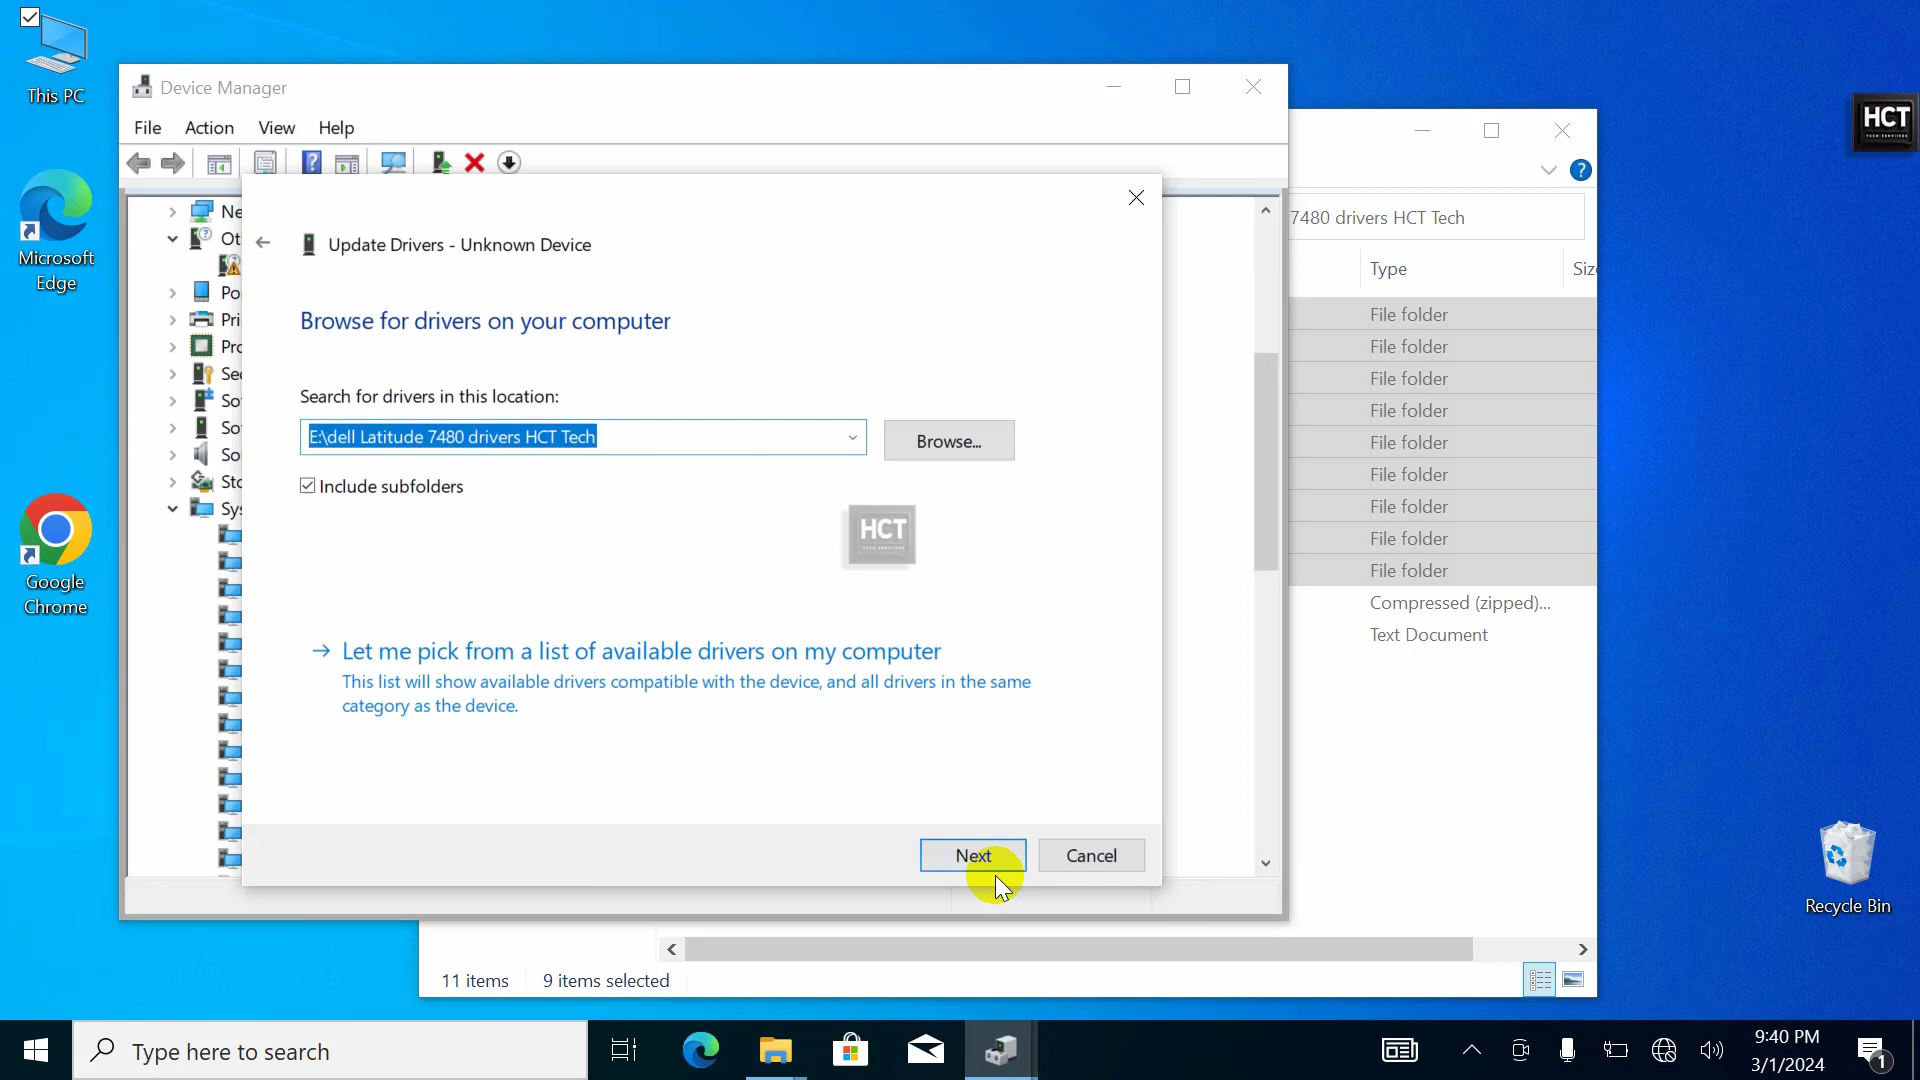 This PC
Microsoft
Edge
Google
Chrome
Device Manager
File Action View Help
Ne
Ot
Po
Pri
Pro
Sec
So
So
So
Sto
Sys
Update Drivers - Unknown Device
Browse for drivers on your computer
Search for drivers in this location:
E:\dell Latitude 7480 drivers HCT Tech
Browse...
Include subfolders
HCT
TECH SERVICES
Let me pick from a list of available drivers on my computer
This list will show available drivers compatible with the device, and all drivers in the same
category as the device.
Next Cancel
7480 drivers HCT Tech
Type Size
File folder
File folder
File folder
File folder
File folder
File folder
File folder
File folder
File folder
Compressed (zipped)...
Text Document
11 items 9 items selected
HCT
TECH SERVICES
Recycle Bin
Type here to search
9:40 PM
3/1/2024
1